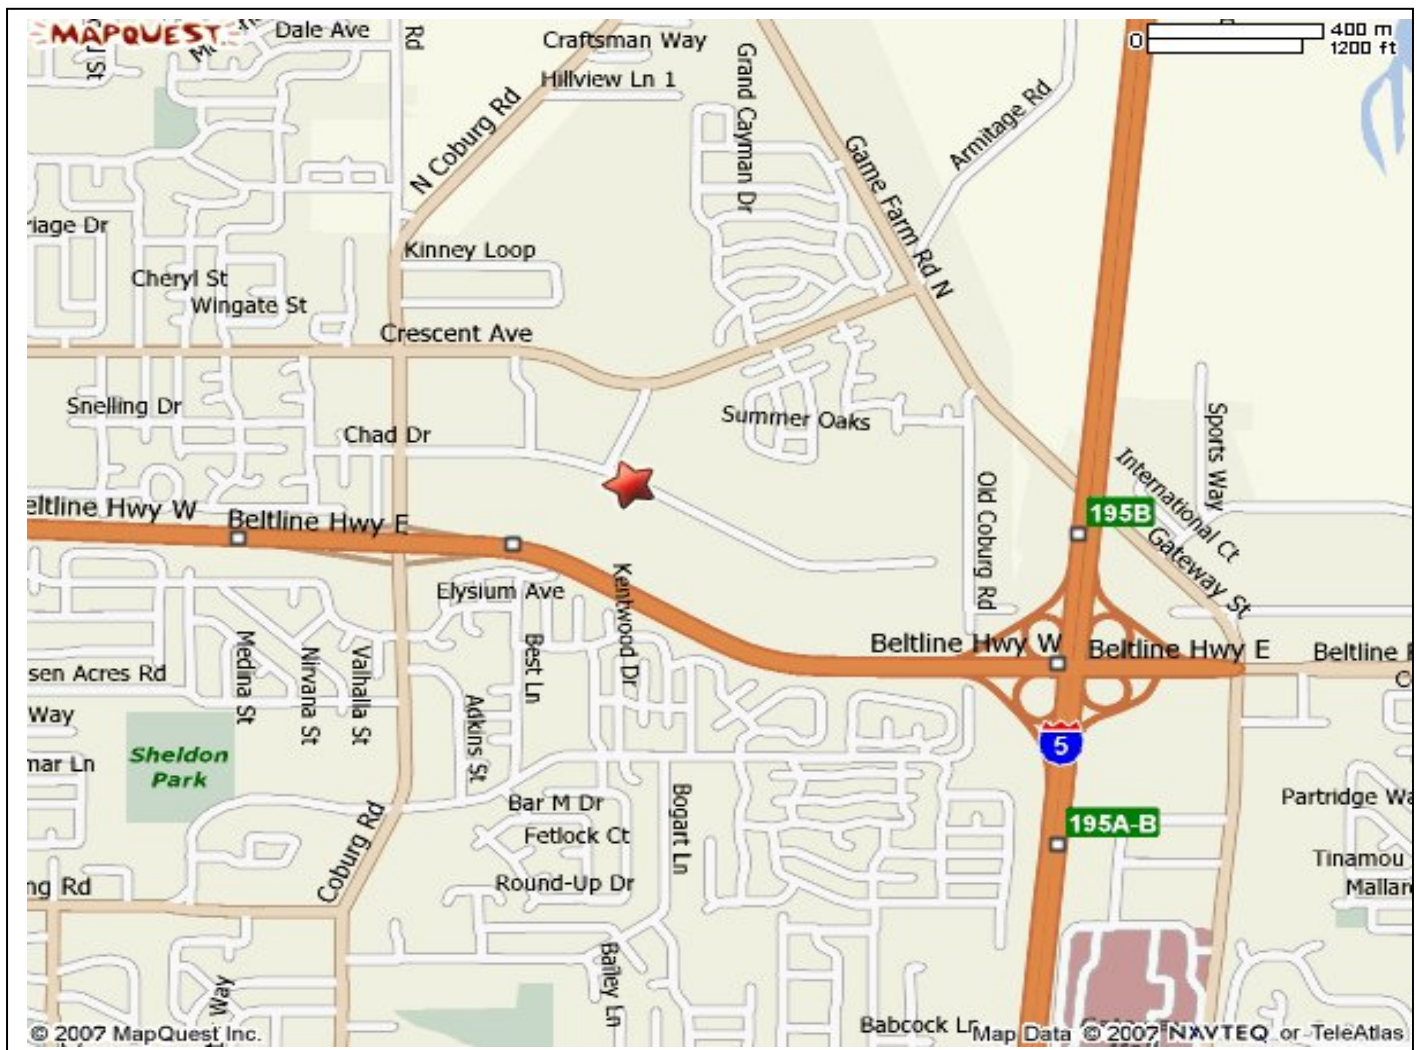 MAPQUEST
Dale Ave
Rd
St
Craftsman Way
Hillview Ln 1
Grand Cayman Dr
0
400 m
1200 ft
N Coburg Rd
Game Farm Rd N
Armitage Rd
riage Dr
Kinney Loop
Cheryl St
Wingate St
Crescent Ave
Snelling Dr
Chad Dr
Summer Oaks
Sports Way
International Ct
Old Coburg Rd
eltline Hwy W
Beltline Hwy E
195B
Gateway St
Elysium Ave
Kentwood Dr
Best Ln
Medina St
Nirvana St
Valhalla St
Beltline Hwy W
Beltline Hwy E
Beltline
sen Acres Rd
Way
Adkins St
5
Sheldon
Park
mar Ln
Bar M Dr
Bogart Ln
Partridge Wa
Fetlock Ct
195A-B
Coburg Rd
Tinamou
ng Rd
Round-Up Dr
Mallar
Bailey Ln
Way
Babcock Ln
© 2007 MapQuest Inc.
Map Data © 2007 NAVTEQ or TeleAtlas